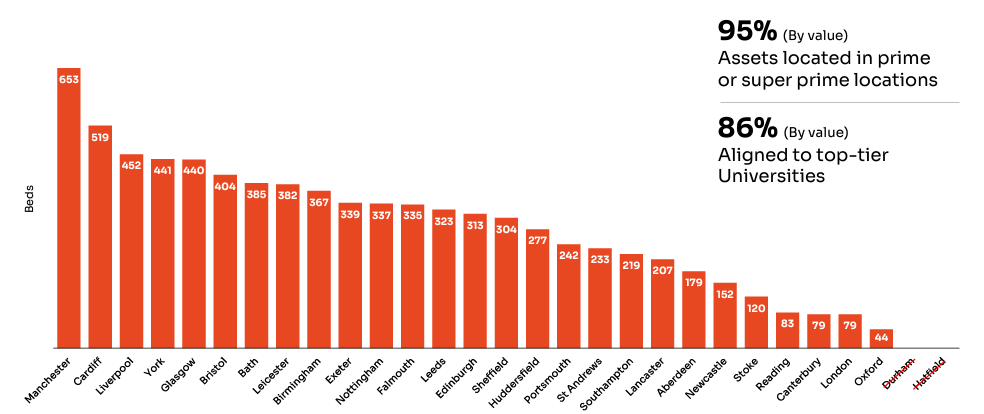 95% (By value)
Assets located in prime
or super prime locations
86% (By value)
Aligned to top-tier
Universities
Beds
653
519
452
441
440
404
385
382
367
339
337
335
323
313
304
277
242
233
219
207
179
152
120
83
79
79
44
Manchester
Cardiff
Liverpool
York
Glasgow
Bristol
Bath
Leicester
Birmingham
Exeter
Nottingham
Falmouth
Leeds
Edinburgh
Sheffield
Huddersfield
Portsmouth
St Andrews
Southampton
Lancaster
Aberdeen
Newcastle
Stoke
Reading
Canterbury
London
Oxford
Durham
Hatfield